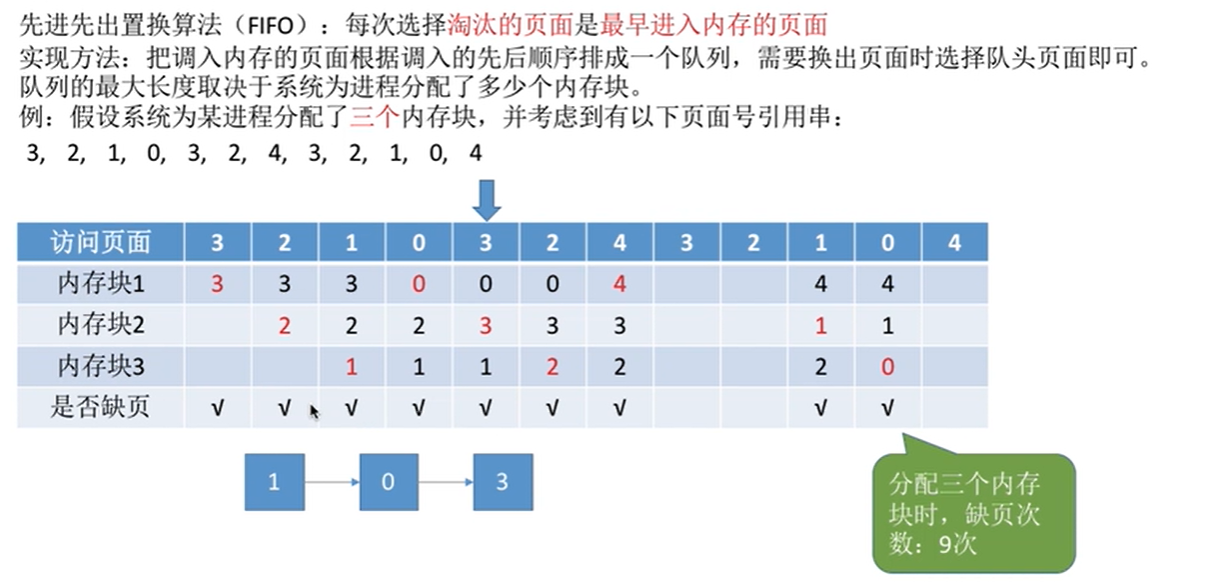 先进先出置换算法（FIFO）：每次选择淘汰的页面是最早进入内存的页面
实现方法：把调入内存的页面根据调入的先后顺序排成一个队列，需要换出页面时选择队头页面即可。
队列的最大长度取决于系统为进程分配了多少个内存块。
例：假设系统为某进程分配了三个内存块，并考虑到有以下页面号引用串：
3, 2, 1, 0, 3, 2, 4, 3, 2, 1, 0, 4
访问页面 3 2 1 0 3 2 4 3 2 1 0 4
内存块1 3 3 3 0 0 0 4 4 4
内存块2 2 2 2 3 3 3 1 1
内存块3 1 1 1 2 2 2 0
是否缺页 √ √ √ √ √ √ √ √ √
1 0 3
分配三个内存
块时，缺页次
数：9次